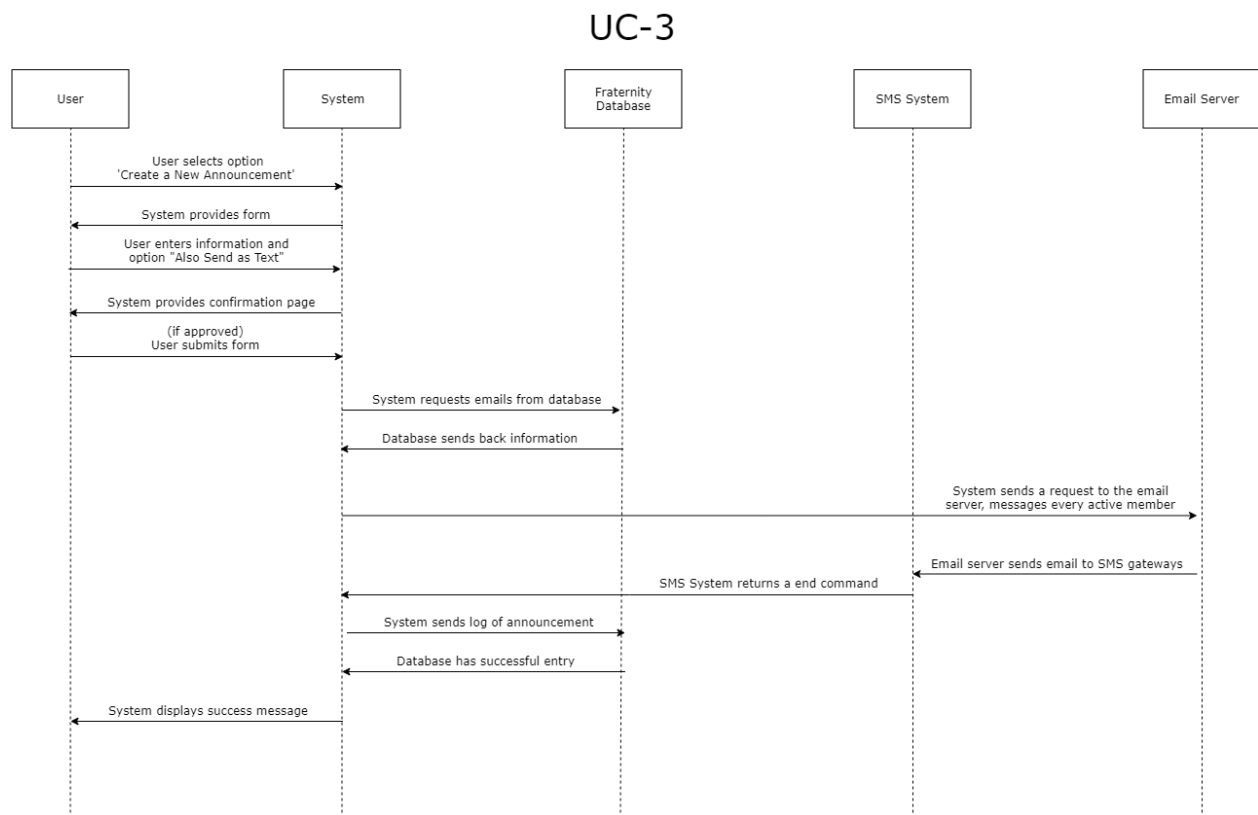 UC-3
User
System
Fraternity
Database
SMS System
Email Server
User selects option
'Create a New Announcement'
System provides form
User enters information and
option "Also Send as Text"
System provides confirmation page
(if approved)
User submits form
System requests emails from database
Database sends back information
System sends a request to the email
server, messages every active member
Email server sends email to SMS gateways
SMS System returns a end command
System sends log of announcement
Database has successful entry
System displays success message